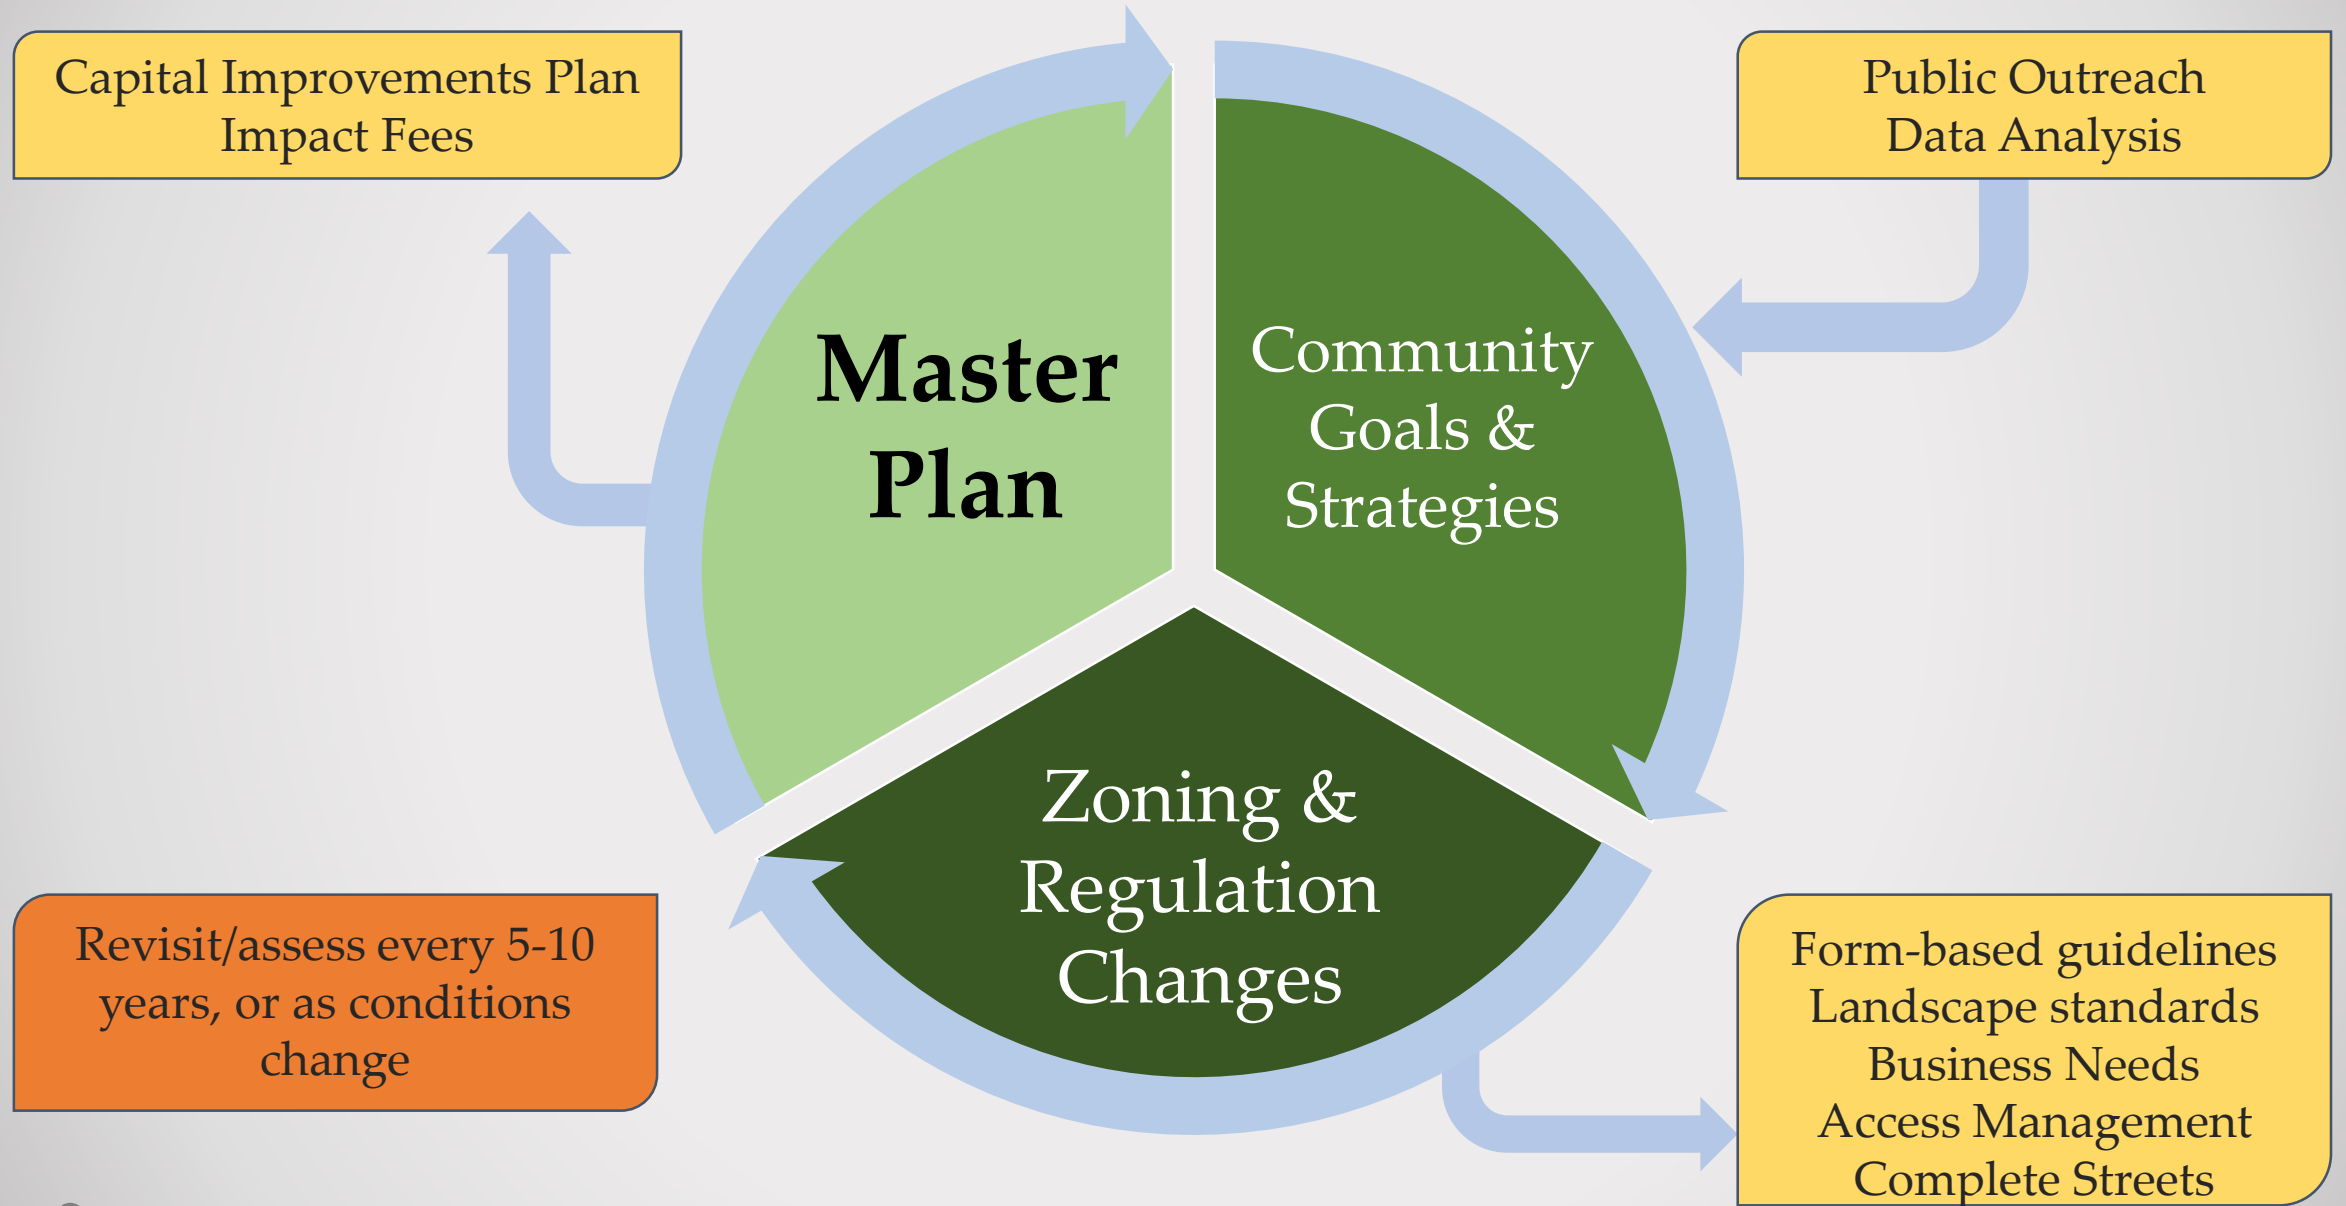 Capital Improvements Plan
Impact Fees
Public Outreach
Data Analysis
Master
Plan
Community
Goals &
Strategies
Zoning &
Regulation
Changes
Revisit/assess every 5-10
years, or as conditions
change
Form-based guidelines
Landscape standards
Business Needs
Access Management
Complete Streets